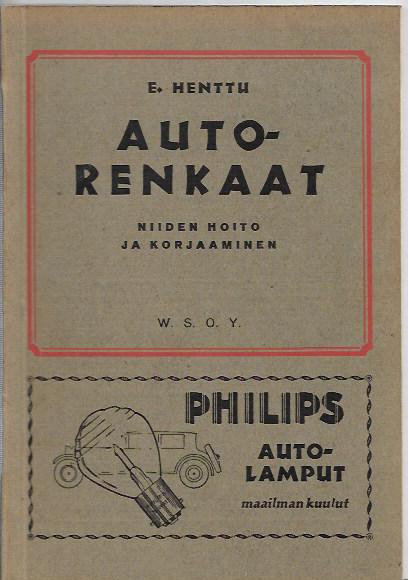 E. HENTTU
AUTO-
RENKAAT
NIIDEN HOITO
JA KORJAAMINEN
W. S. O. Y.
PHILIPS
AUTO-
LAMPUT
maailman kuulut